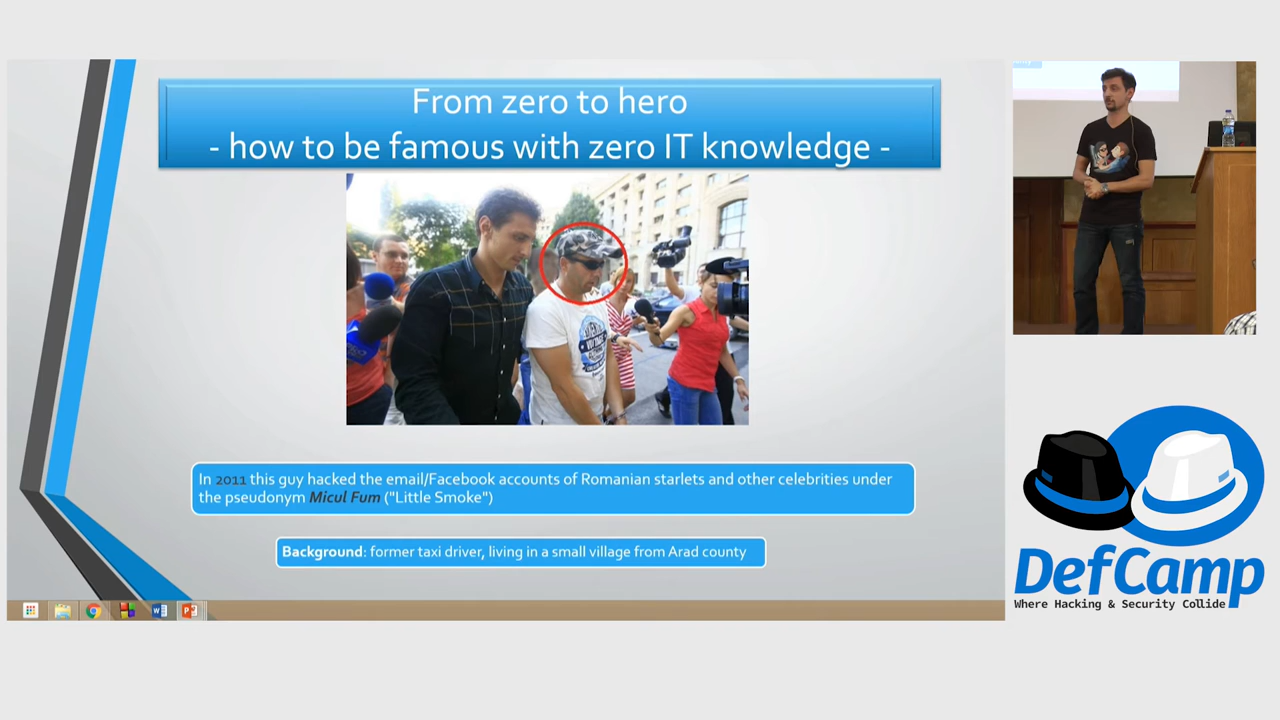 From zero to hero
- how to be famous with zero IT knowledge -
In 2011 this guy hacked the email/Facebook accounts of Romanian starlets and other celebrities under
the pseudonym Micul Fum ("Little Smoke")
Background: former taxi driver, living in a small village from Arad county
DefCamp
Where Hacking & Security Collide